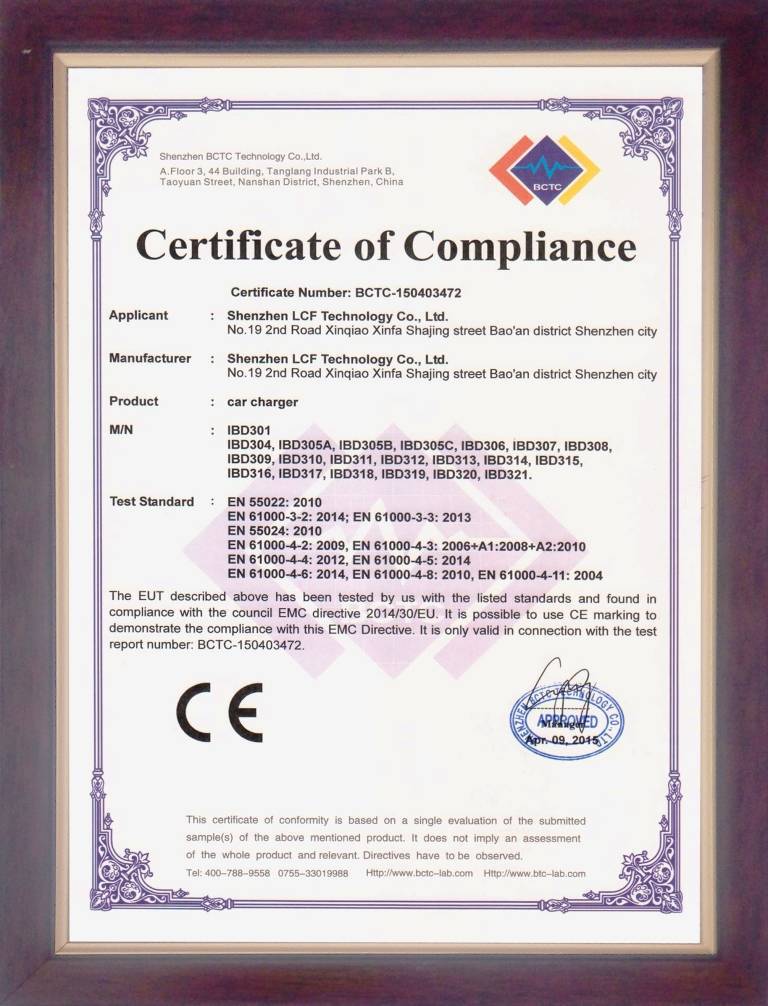 Shenzhen BCTC Technology Co.,Ltd.
A.Floor 3, 44 Building, Tanglang Industrial Park B,
Taoyuan Street, Nanshan District, Shenzhen, China
BCTC
Certificate of Compliance
Certificate Number: BCTC-150403472
Applicant : Shenzhen LCF Technology Co., Ltd.
No.19 2nd Road Xinqiao Xinfa Shajing street Bao'an district Shenzhen city
Manufacturer : Shenzhen LCF Technology Co., Ltd.
No.19 2nd Road Xinqiao Xinfa Shajing street Bao'an district Shenzhen city
Product : car charger
M/N : IBD301
IBD304, IBD305A, IBD305B, IBD305C, IBD306, IBD307, IBD308,
IBD309, IBD310, IBD311, IBD312, IBD313, IBD314, IBD315,
IBD316, IBD317, IBD318, IBD319, IBD320, IBD321.
Test Standard : EN 55022: 2010
EN 61000-3-2: 2014; EN 61000-3-3: 2013
EN 55024: 2010
EN 61000-4-2: 2009, EN 61000-4-3: 2006+A1:2008+A2:2010
EN 61000-4-4: 2012, EN 61000-4-5: 2014
EN 61000-4-6: 2014, EN 61000-4-8: 2010, EN 61000-4-11: 2004
The EUT described above has been tested by us with the listed standards and found in
compliance with the council EMC directive 2014/30/EU. It is possible to use CE marking to
demonstrate the compliance with this EMC Directive. It is only valid in connection with the test
report number: BCTC-150403472.
CE
SHENZHEN BCTC TECHNOLOGY CO., LTD
APPROVED
Manager
Apr. 09, 2015
This certificate of conformity is based on a single evaluation of the submitted
sample(s) of the above mentioned product. It does not imply an assessment
of the whole product and relevant. Directives have to be observed.
Tel: 400-788-9558 0755-33019988 Http://www.bctc-lab.com Http://www.btc-lab.com